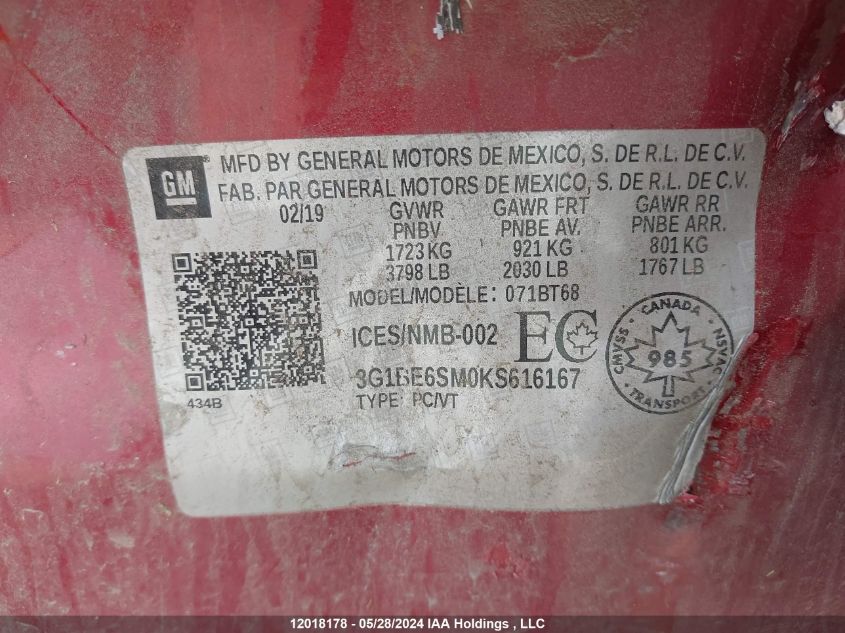 GM
MFD BY GENERAL MOTORS DE MEXICO, S. DE R.L. DE C.V.
FAB. PAR GENERAL MOTORS DE MEXICO, S. DE R.L. DE C.V.
02/19 GVWR GAWR FRT GAWR RR
PNBV PNBE AV. PNBE ARR.
1723 KG 921 KG 801 KG
3798 LB 2030 LB 1767 LB
MODEL/MODÈLE: 071BT68
ICES/NMB-002 EC
3G1BE6SM0KS616167
434B TYPE: PC/VT
CANADA
CMVSS 985 NSVAC
TRANSPORT
12018178 - 05/28/2024 IAA Holdings , LLC